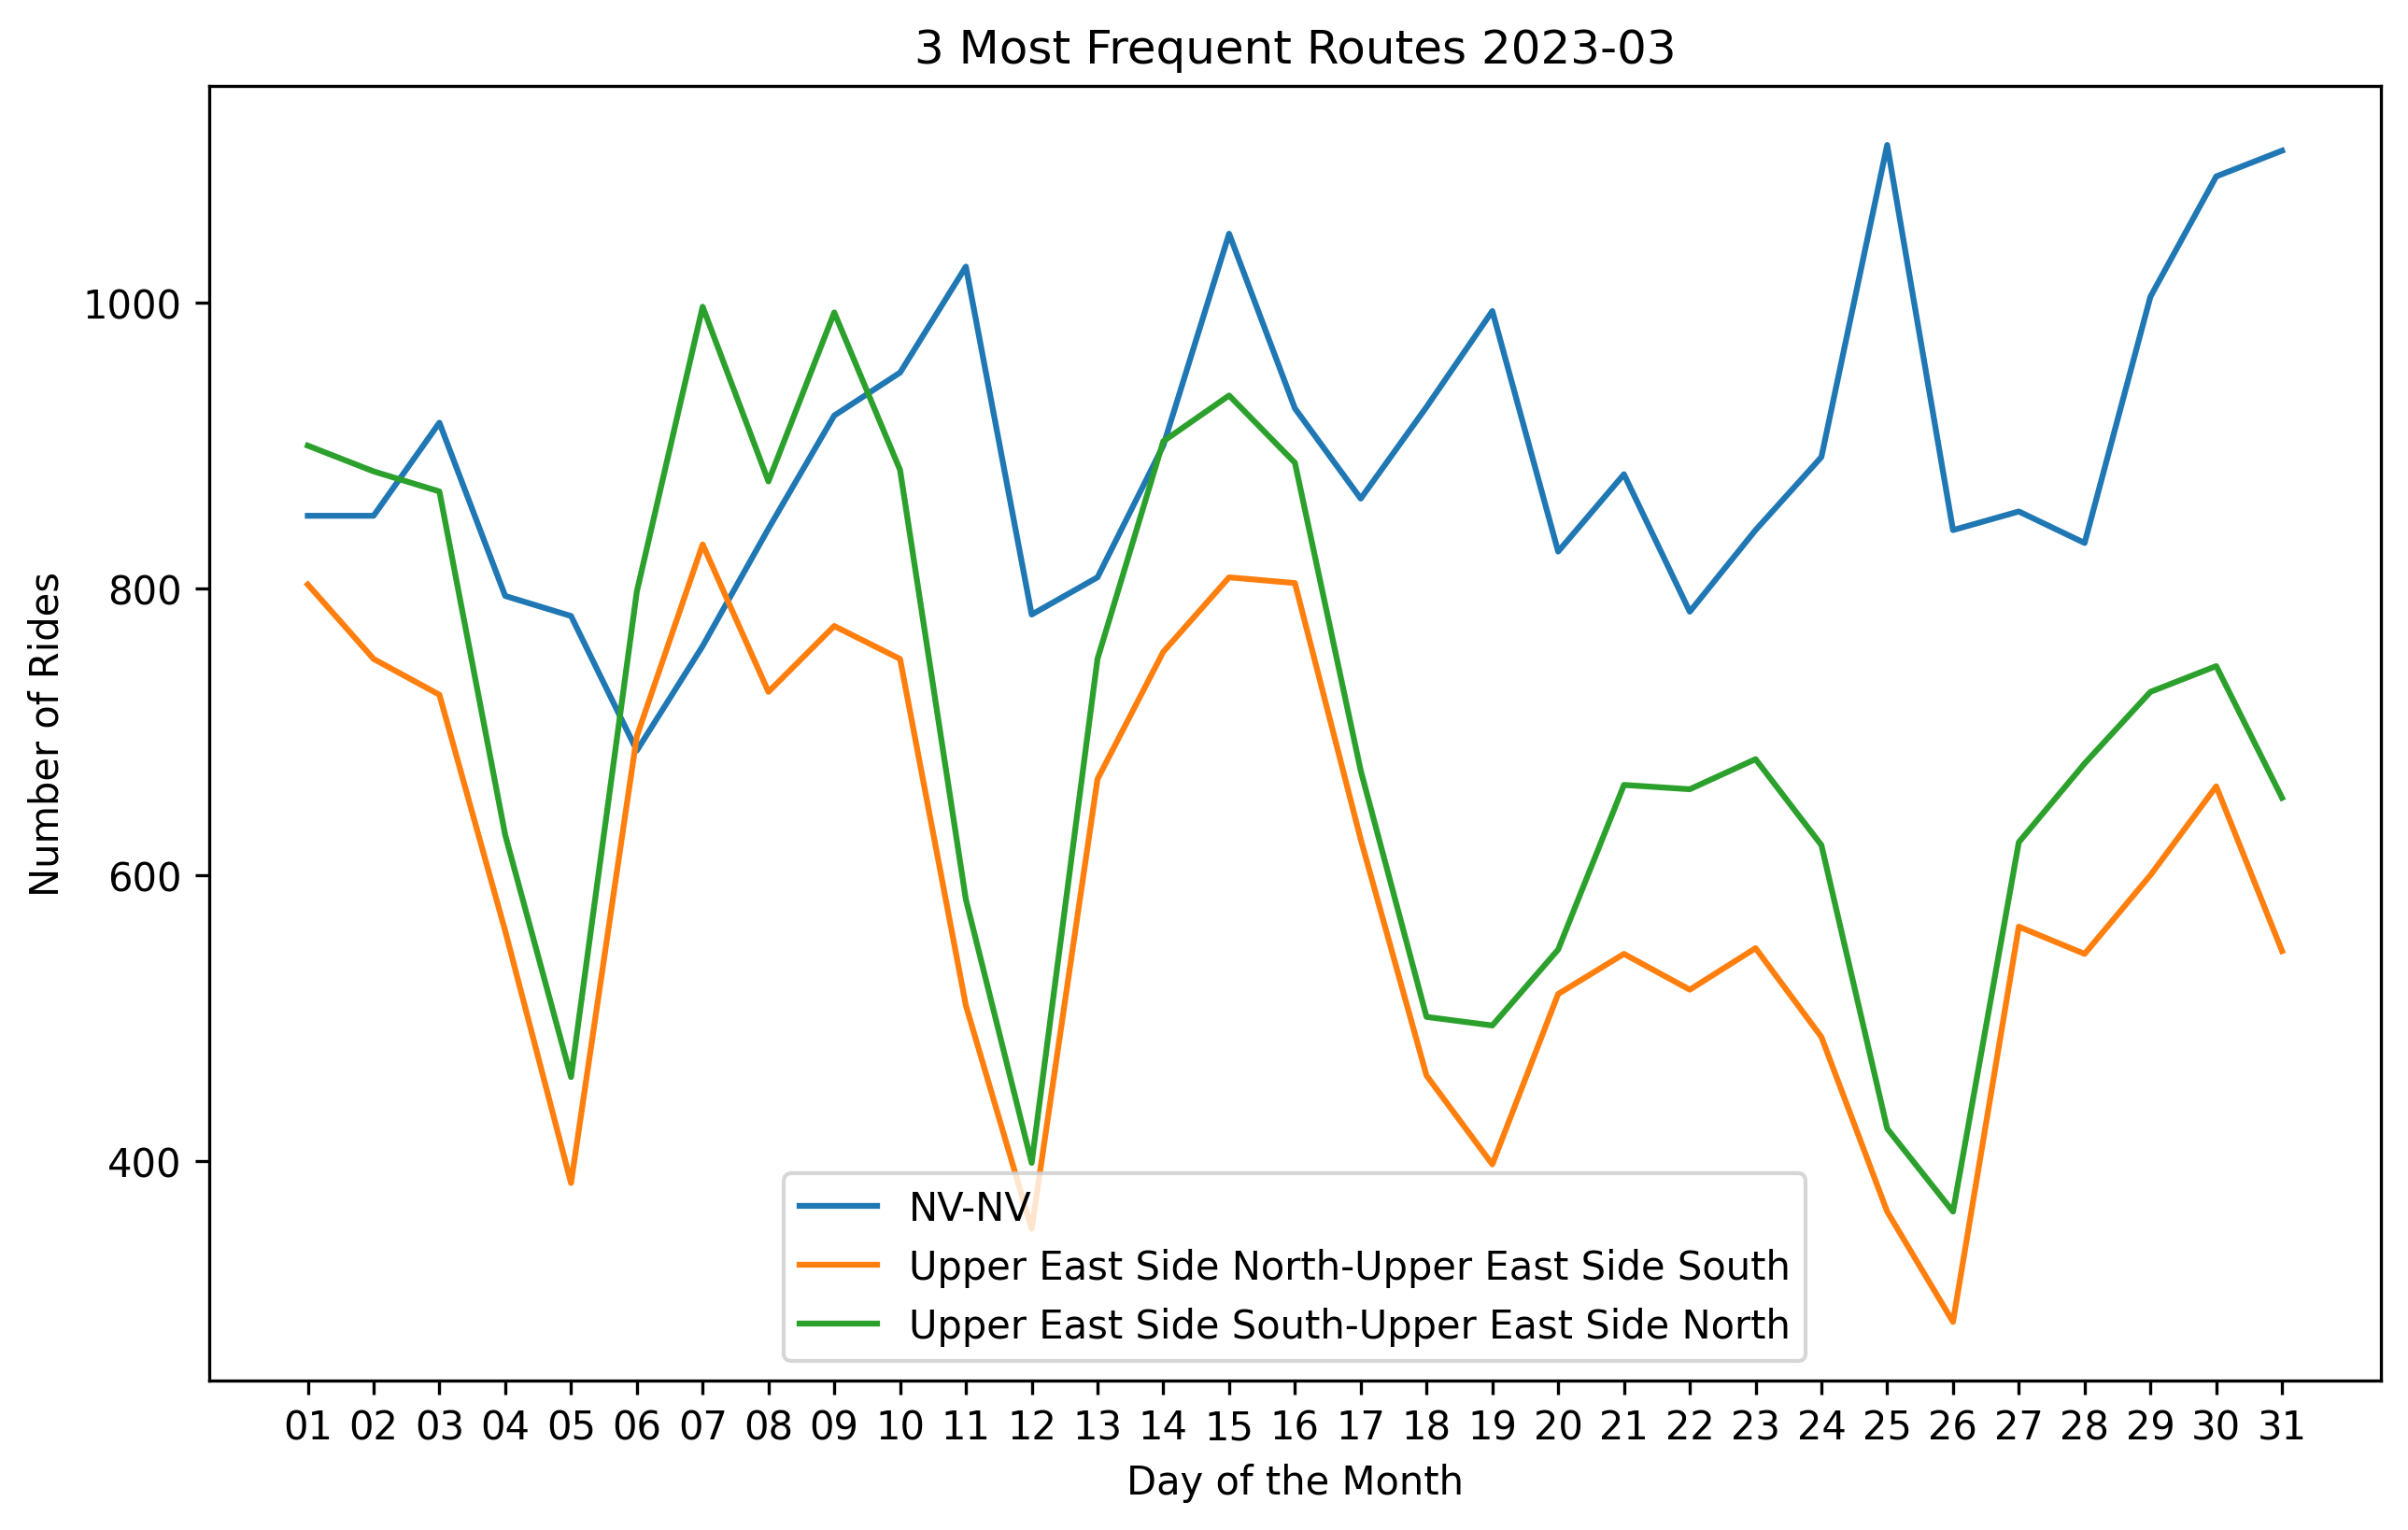 3 Most Frequent Routes 2023-03
Number of Rides
1000
800
600
400
NV-NV
Upper East Side North-Upper East Side South
Upper East Side South-Upper East Side North
01 02 03 04 05 06 07 08 09 10 11 12 13 14 15 16 17 18 19 20 21 22 23 24 25 26 27 28 29 30 31
Day of the Month